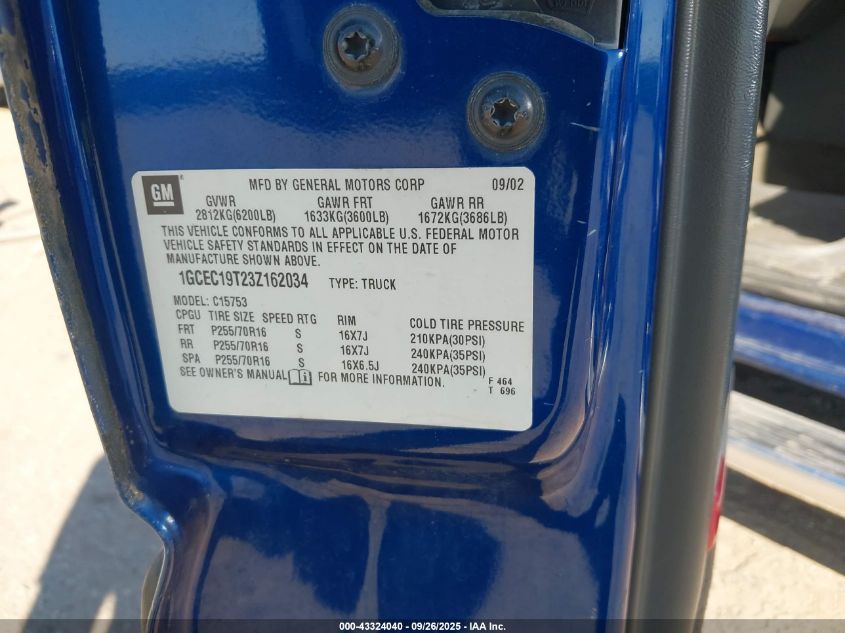 GM MFD BY GENERAL MOTORS CORP 09/02
GVWR GAWR FRT GAWR RR
2812KG(6200LB) 1633KG(3600LB) 1672KG(3686LB)
THIS VEHICLE CONFORMS TO ALL APPLICABLE U.S. FEDERAL MOTOR
VEHICLE SAFETY STANDARDS IN EFFECT ON THE DATE OF
MANUFACTURE SHOWN ABOVE.
1GCEC19T23Z162034 TYPE: TRUCK
MODEL: C15753
CPGU TIRE SIZE SPEED RTG RIM COLD TIRE PRESSURE
FRT P255/70R16 S 16X7J 210KPA(30PSI)
RR P255/70R16 S 16X7J 240KPA(35PSI)
SPA P255/70R16 S 16X6.5J 240KPA(35PSI)
SEE OWNER'S MANUAL FOR MORE INFORMATION.
F 464
T 696
000-43324040 - 09/26/2025 - IAA Inc.